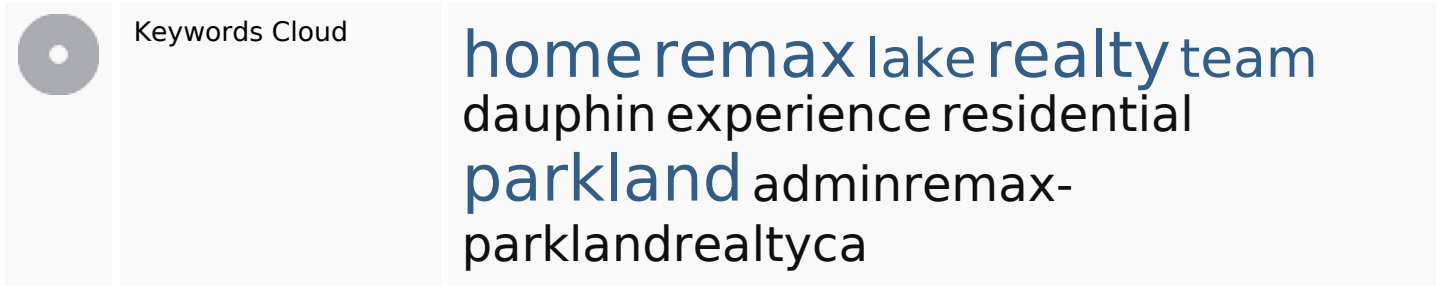 Keywords Cloud
home remax lake realty team
dauphin experience residential
parkland adminremax-
parklandrealtyca